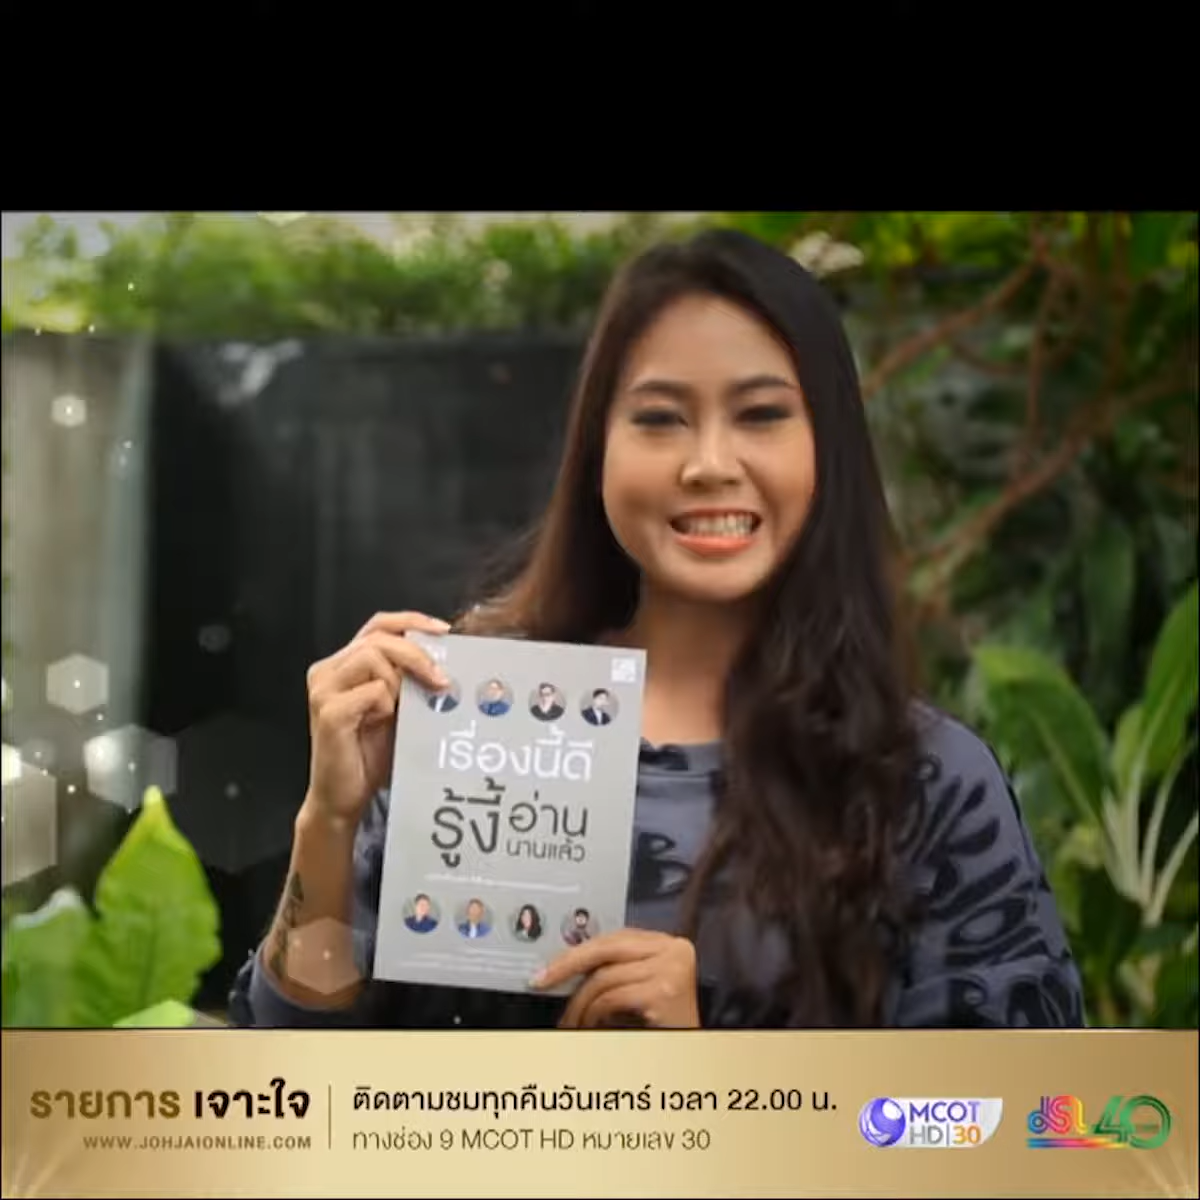 เรื่องนี้ดี
รู้งี้อ่าน
นานแล้ว
รายการ เจาะใจ
WWW.JOHJAIONLINE.COM
ติดตามชมทุกคืนวันเสาร์ เวลา 22.00 น.
ทางช่อง 9 MCOT HD หมายเลข 30
MCOT
HD 30
JSL 40